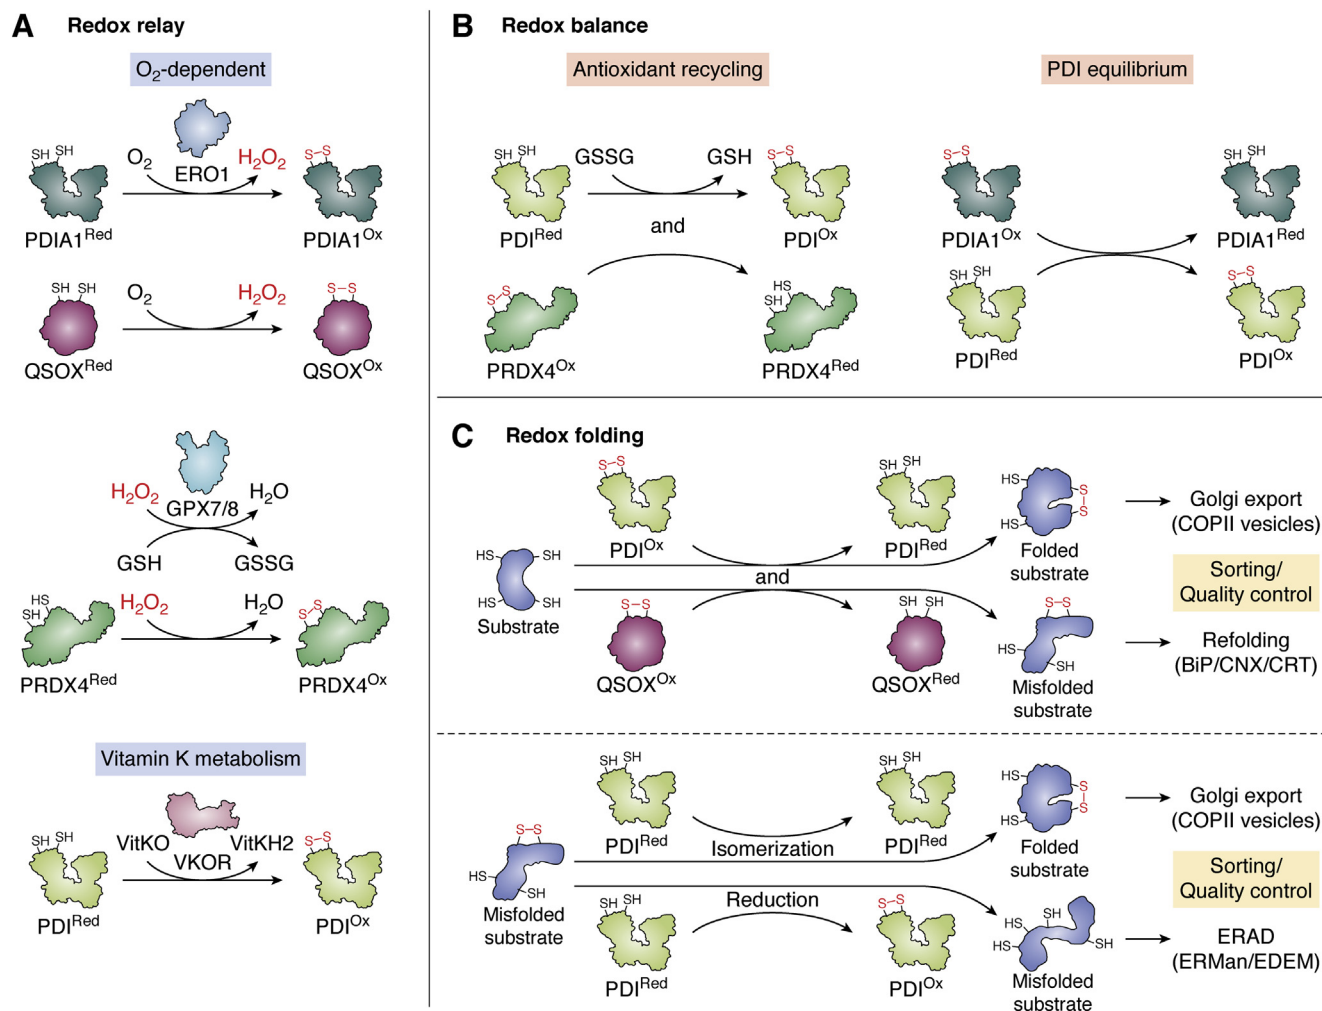 A Redox relay
O2-dependent
SH SH
O2
H2O2
S-S
ERO1
PDIA1Red
PDIA1Ox
SH SH
O2
H2O2
S-S
QSOXRed
QSOXOx
H2O2
H2O
GPX7/8
GSH
GSSG
HS
SH
H2O2
H2O
S-S
PRDX4Red
PRDX4Ox
Vitamin K metabolism
SH SH
VitKO
VitKH2
S-S
VKOR
PDIRed
PDIOx
B Redox balance
Antioxidant recycling
SH SH
GSSG
GSH
S-S
PDIRed
and
PDIOx
S-S
HS
SH
PRDX4Ox
PRDX4Red
PDI equilibrium
S-S
SH SH
PDIA1Ox
PDIA1Red
SH SH
S-S
PDIRed
PDIOx
C Redox folding
S-S
SH SH
PDIOx
PDIRed
HS
SH
HS
SH
Substrate
and
S-S
SH SH
QSOXOx
QSOXRed
HS
S
S
HS
Folded
substrate
Golgi export
(COPII vesicles)
Sorting/
Quality control
S-S
HS
SH
Misfolded
substrate
Refolding
(BiP/CNX/CRT)
SH SH
SH SH
PDIRed
PDIRed
Isomerization
S-S
HS
SH
Misfolded
substrate
Reduction
SH SH
S-S
PDIRed
PDIOx
HS
S
S
HS
Folded
substrate
Golgi export
(COPII vesicles)
Sorting/
Quality control
HS
SH
HS
SH
Misfolded
substrate
ERAD
(ERMan/EDEM)